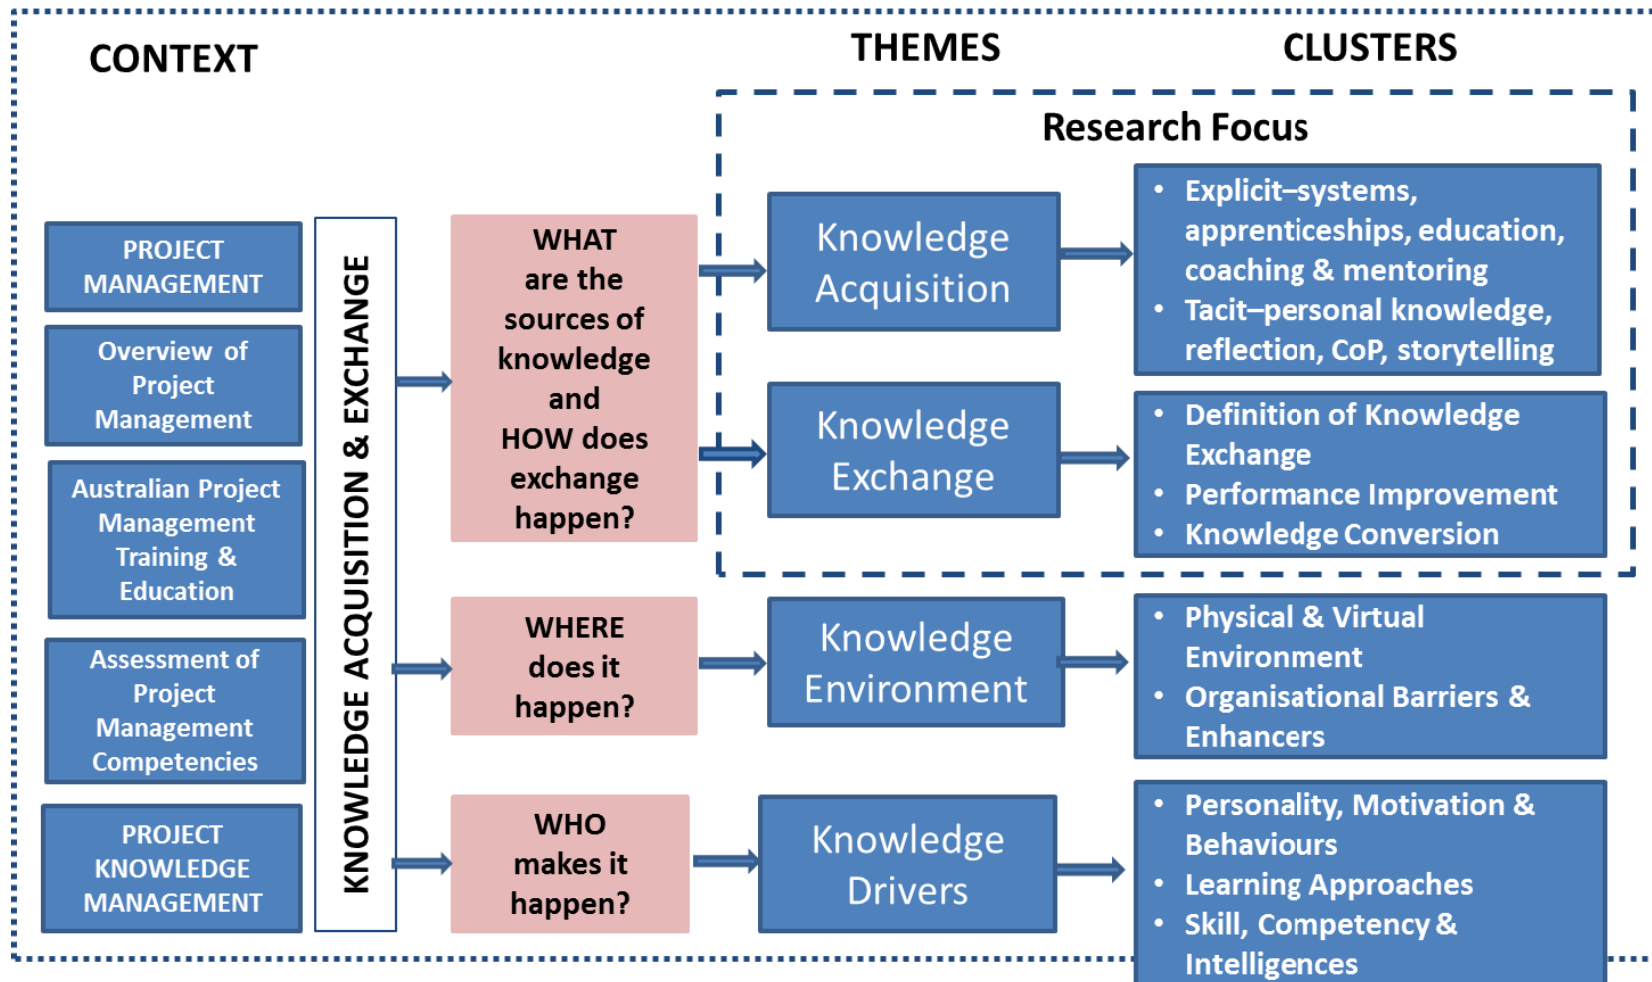 CONTEXT
THEMES
CLUSTERS
Research Focus
PROJECT
MANAGEMENT
Overview of
Project
Management
Australian Project
Management
Training &
Education
Assessment of
Project
Management
Competencies
PROJECT
KNOWLEDGE
MANAGEMENT
KNOWLEDGE ACQUISITION & EXCHANGE
WHAT
are the
sources of
knowledge
and
HOW does
exchange
happen?
WHERE
does it
happen?
WHO
makes it
happen?
Knowledge
Acquisition
Knowledge
Exchange
Knowledge
Environment
Knowledge
Drivers
• Explicit–systems,
apprenticeships, education,
coaching & mentoring
• Tacit–personal knowledge,
reflection, CoP, storytelling
• Definition of Knowledge
Exchange
• Performance Improvement
• Knowledge Conversion
• Physical & Virtual
Environment
• Organisational Barriers &
Enhancers
• Personality, Motivation &
Behaviours
• Learning Approaches
• Skill, Competency &
Intelligences